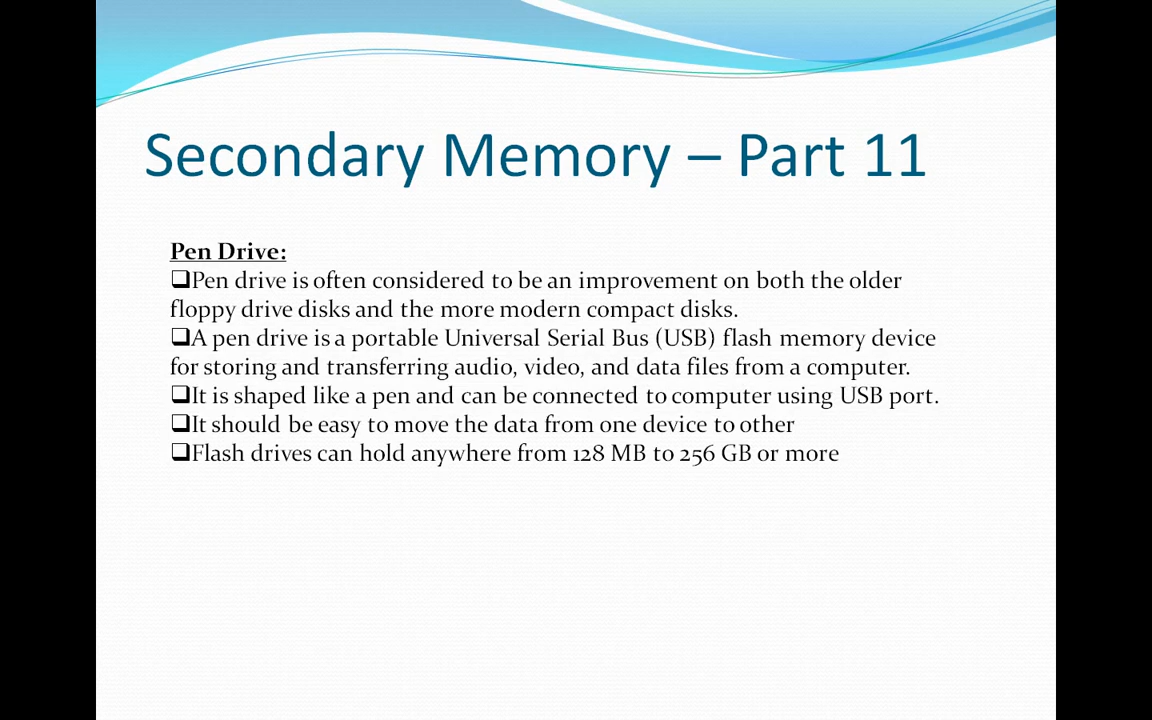 Secondary Memory – Part 11
Pen Drive:
❑Pen drive is often considered to be an improvement on both the older
floppy drive disks and the more modern compact disks.
❑A pen drive is a portable Universal Serial Bus (USB) flash memory device
for storing and transferring audio, video, and data files from a computer.
❑It is shaped like a pen and can be connected to computer using USB port.
❑It should be easy to move the data from one device to other
❑Flash drives can hold anywhere from 128 MB to 256 GB or more